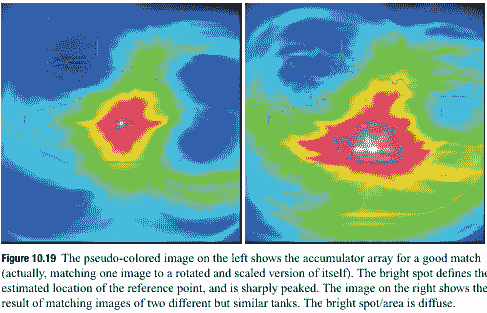 Figure 10.19 The pseudo-colored image on the left shows the accumulator array for a good match
(actually, matching one image to a rotated and scaled version of itself). The bright spot defines the
estimated location of the reference point, and is sharply peaked. The image on the right shows the
result of matching images of two different but similar tanks. The bright spot/area is diffuse.